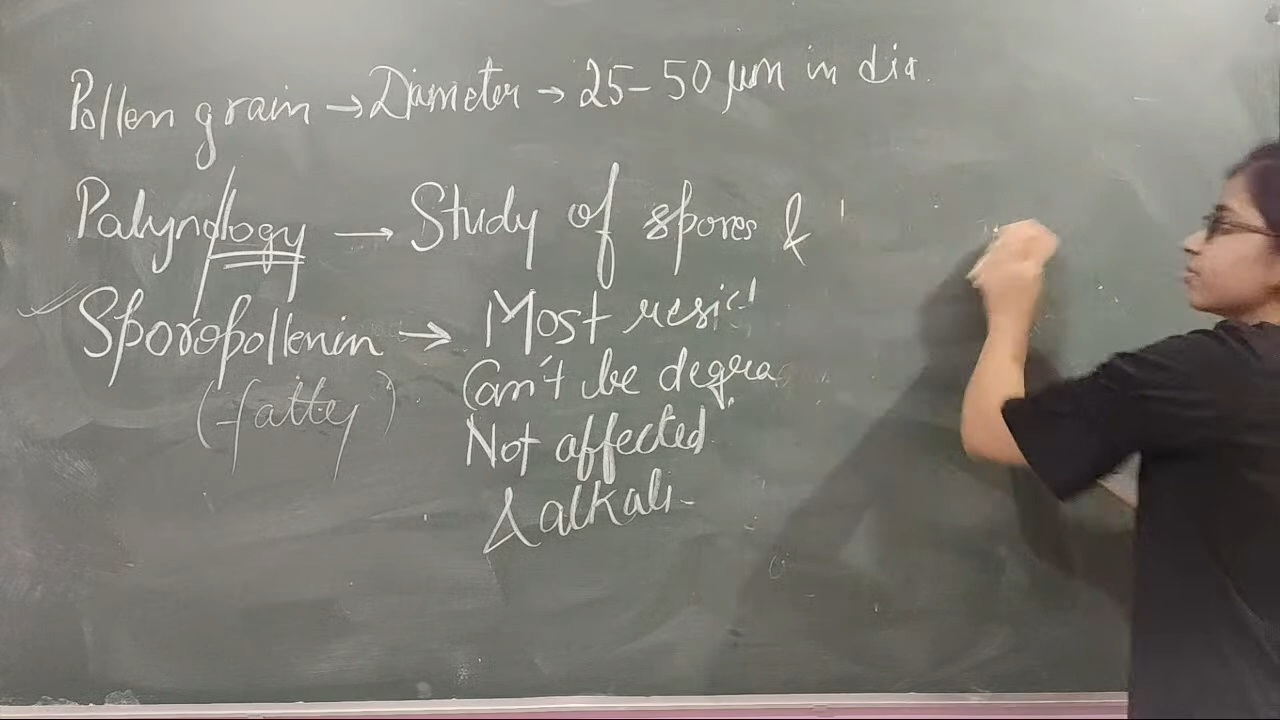 Pollen grain → Diameter → 25-50 µm in dia.
Palynology → Study of spores &
Sporopollenin → Most resis
(fatty) Can't be degra
Not affected
& alkali